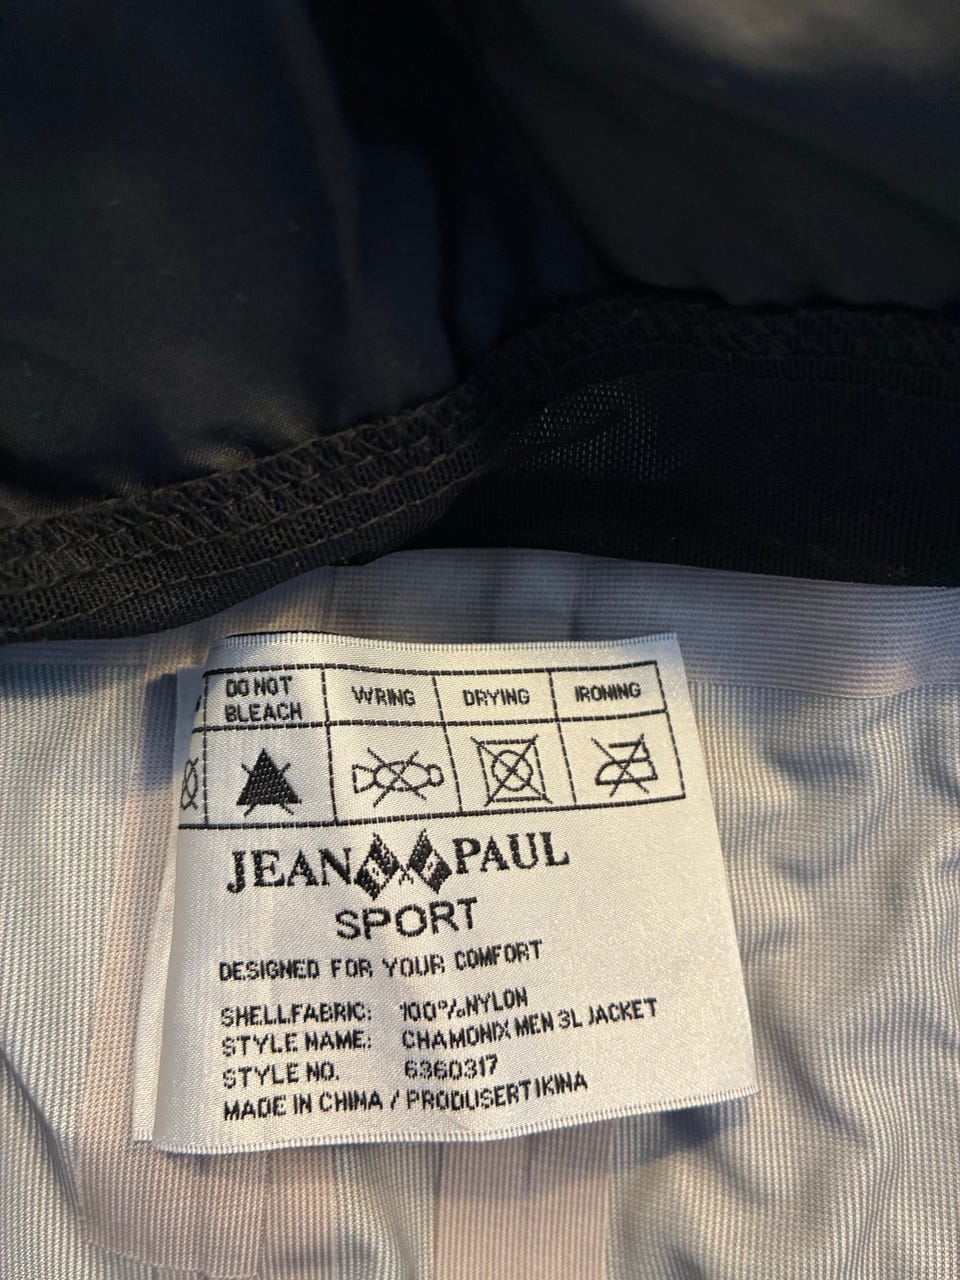 DO NOT BLEACH WRING DRYING IRONING
JEAN PAUL
SPORT
DESIGNED FOR YOUR COMFORT
SHELLFABRIC: 100%NYLON
STYLE NAME: CHAMONIX MEN 3L JACKET
STYLE NO. 6360317
MADE IN CHINA / PRODUSERT I KINA